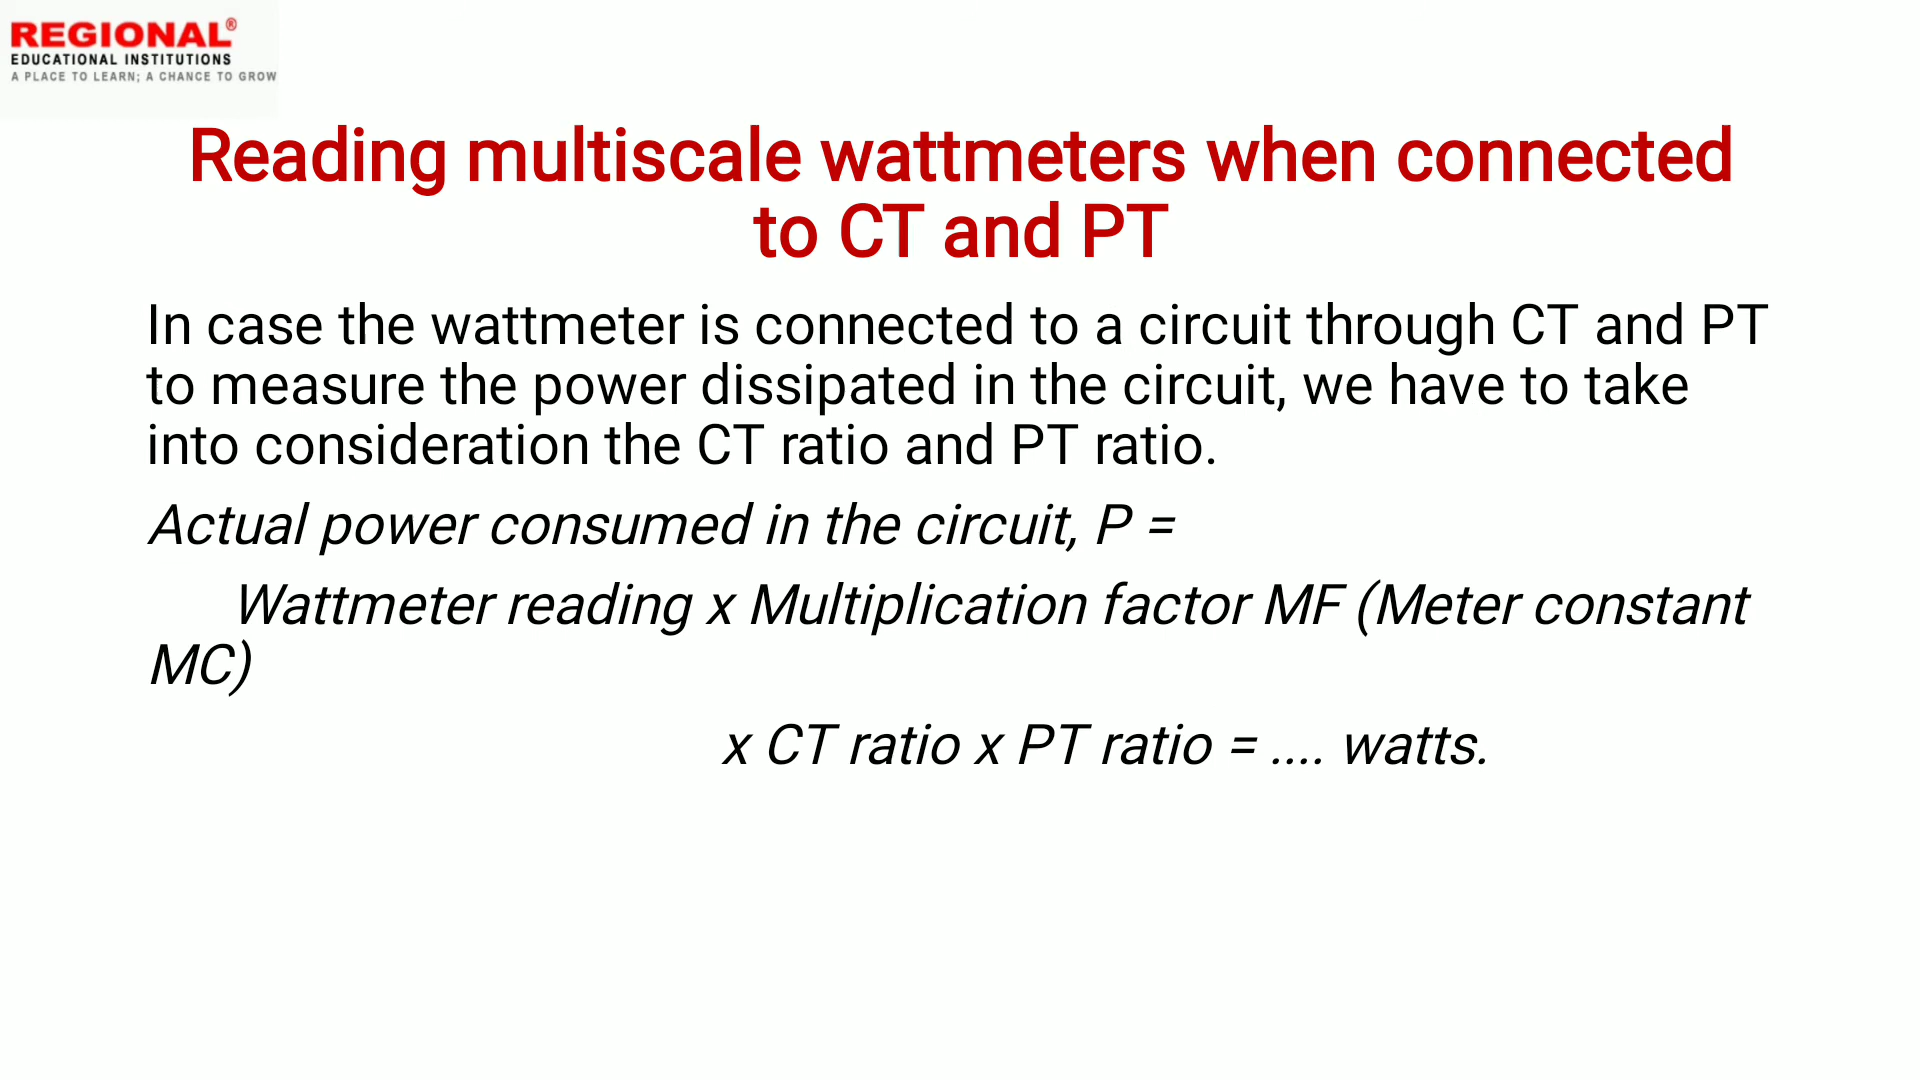 REGIONAL®
EDUCATIONAL INSTITUTIONS
A PLACE TO LEARN; A CHANCE TO GROW
Reading multiscale wattmeters when connected
to CT and PT
In case the wattmeter is connected to a circuit through CT and PT
to measure the power dissipated in the circuit, we have to take
into consideration the CT ratio and PT ratio.
Actual power consumed in the circuit, P =
Wattmeter reading x Multiplication factor MF (Meter constant
MC)
x CT ratio x PT ratio = .... watts.